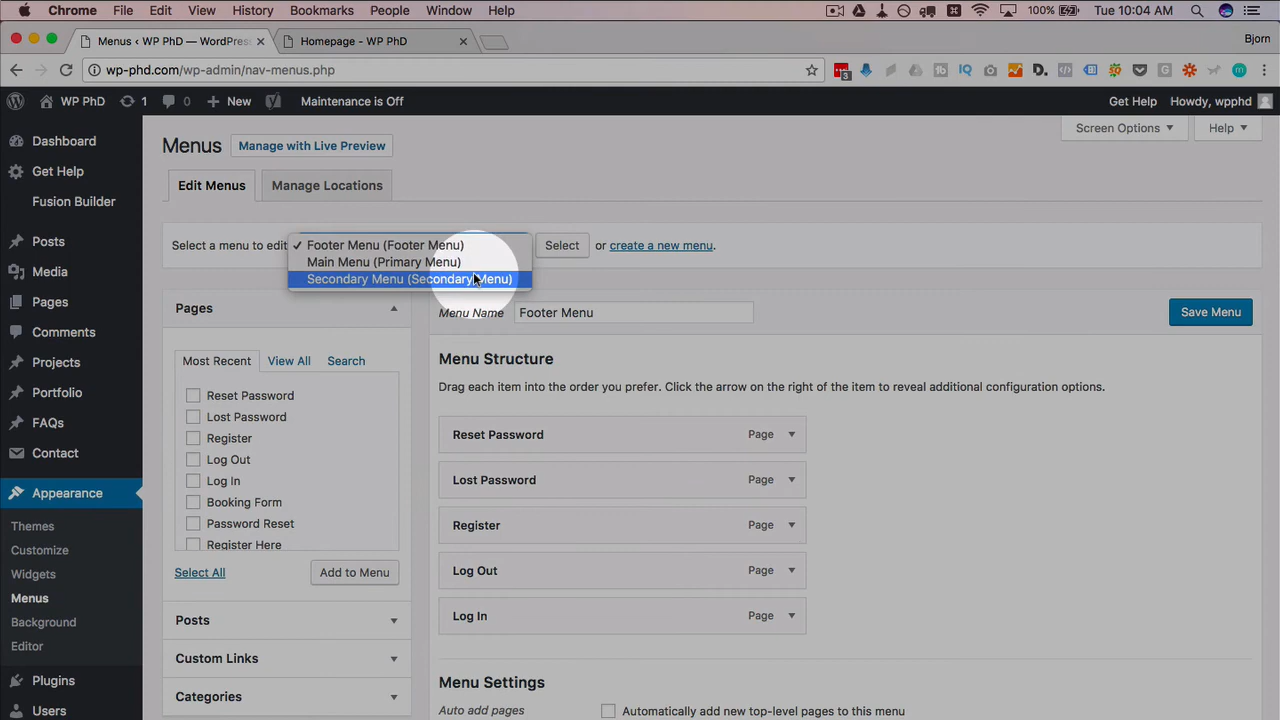 Chrome File Edit View History Bookmarks People Window Help 100% Tue 10:04 AM
Menus ‹ WP PhD — WordPress Homepage - WP PhD Bjorn
wp-phd.com/wp-admin/nav-menus.php
WP PhD 1 0 New Maintenance is Off Get Help Howdy, wpphd
Screen Options Help
Menus Manage with Live Preview
Edit Menus Manage Locations
Select a menu to edit Footer Menu (Footer Menu) Select or create a new menu.
Main Menu (Primary Menu)
Secondary Menu (Secondary Menu)
Dashboard
Get Help
Fusion Builder
Posts
Media
Pages
Comments
Projects
Portfolio
FAQs
Contact
Appearance
Themes
Customize
Widgets
Menus
Background
Editor
Plugins
Users
Pages
Most Recent View All Search
Reset Password
Lost Password
Register
Log Out
Log In
Booking Form
Password Reset
Register Here
Select All Add to Menu
Posts
Custom Links
Categories
Menu Name Footer Menu Save Menu
Menu Structure
Drag each item into the order you prefer. Click the arrow on the right of the item to reveal additional configuration options.
Reset Password Page
Lost Password Page
Register Page
Log Out Page
Log In Page
Menu Settings
Auto add pages Automatically add new top-level pages to this menu